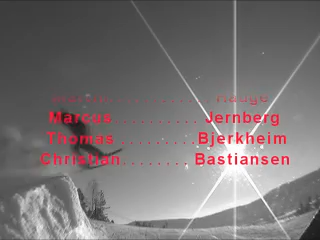 Marcus.......... Jernberg
Thomas.........Bjerkheim
Christian........ Bastiansen